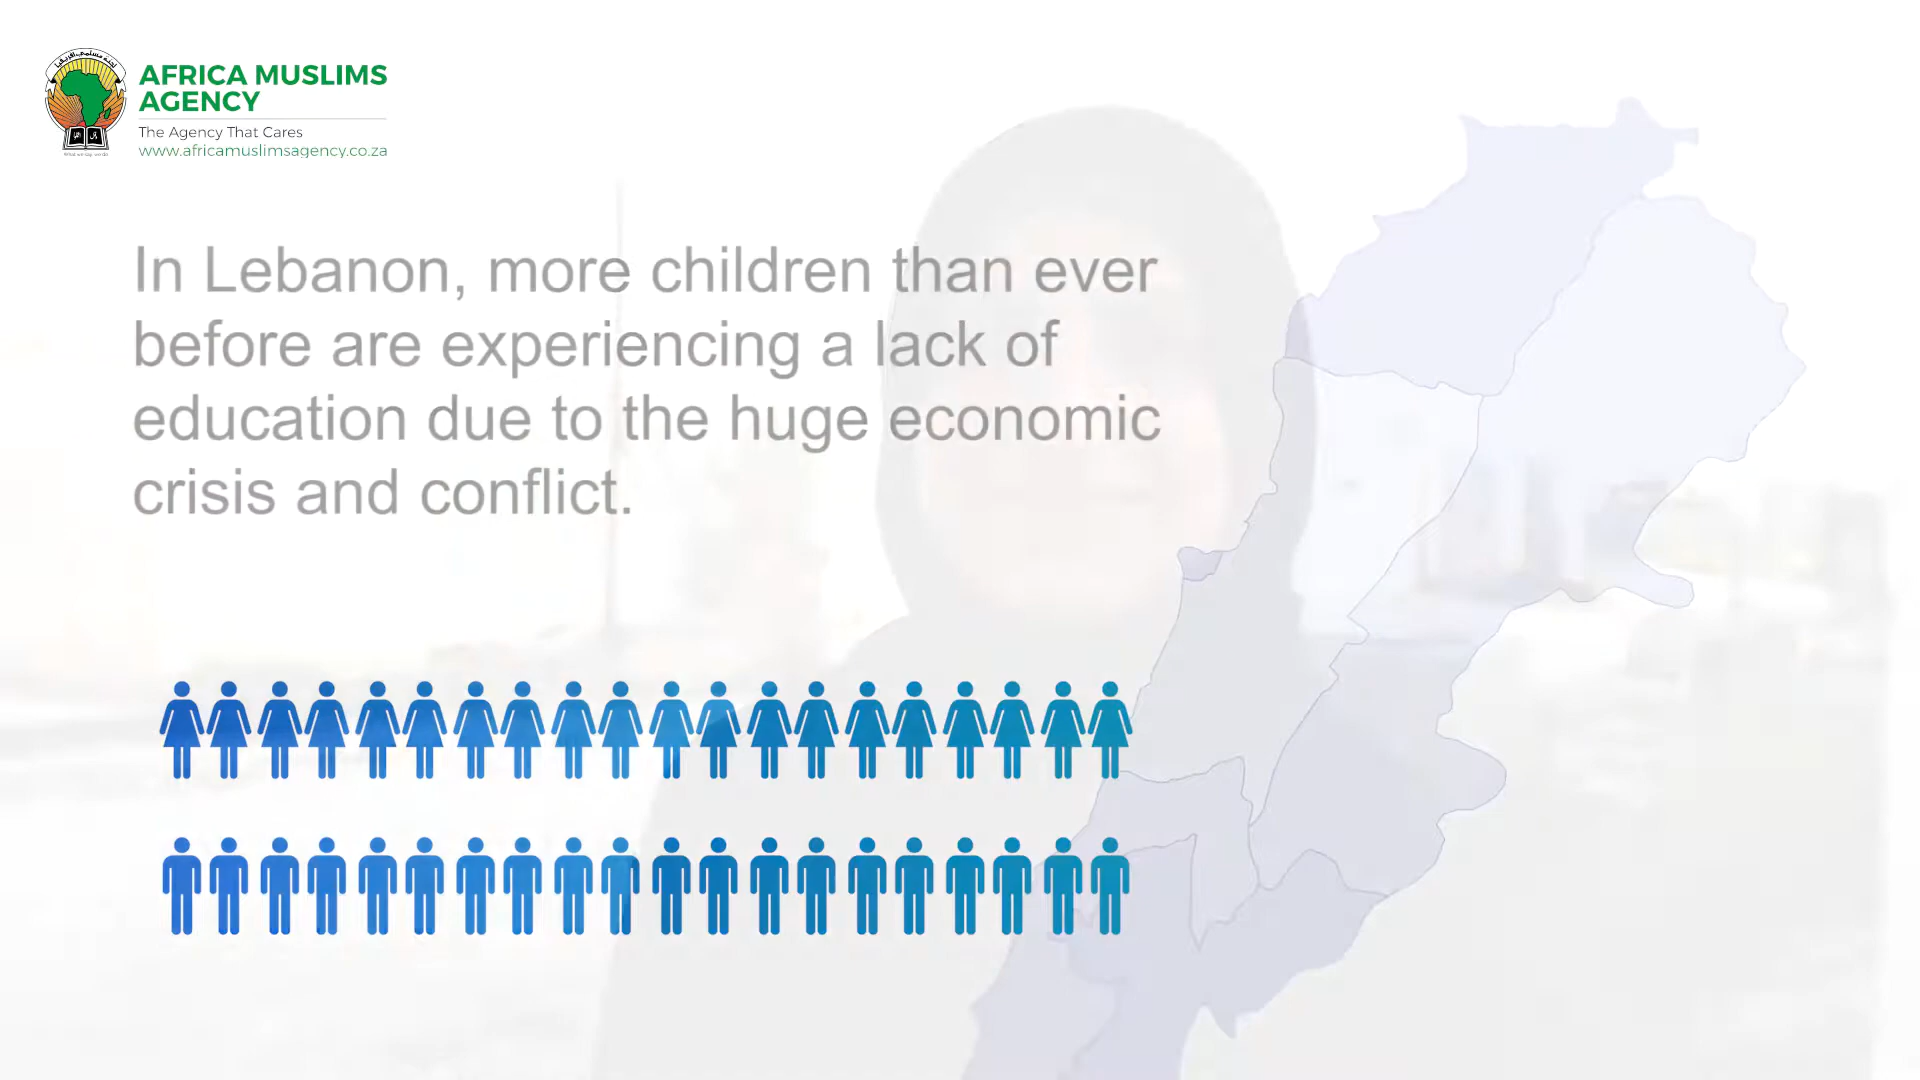 AFRICA MUSLIMS
AGENCY
The Agency That Cares
www.africamuslimsagency.co.za
In Lebanon, more children than ever
before are experiencing a lack of
education due to the huge economic
crisis and conflict.